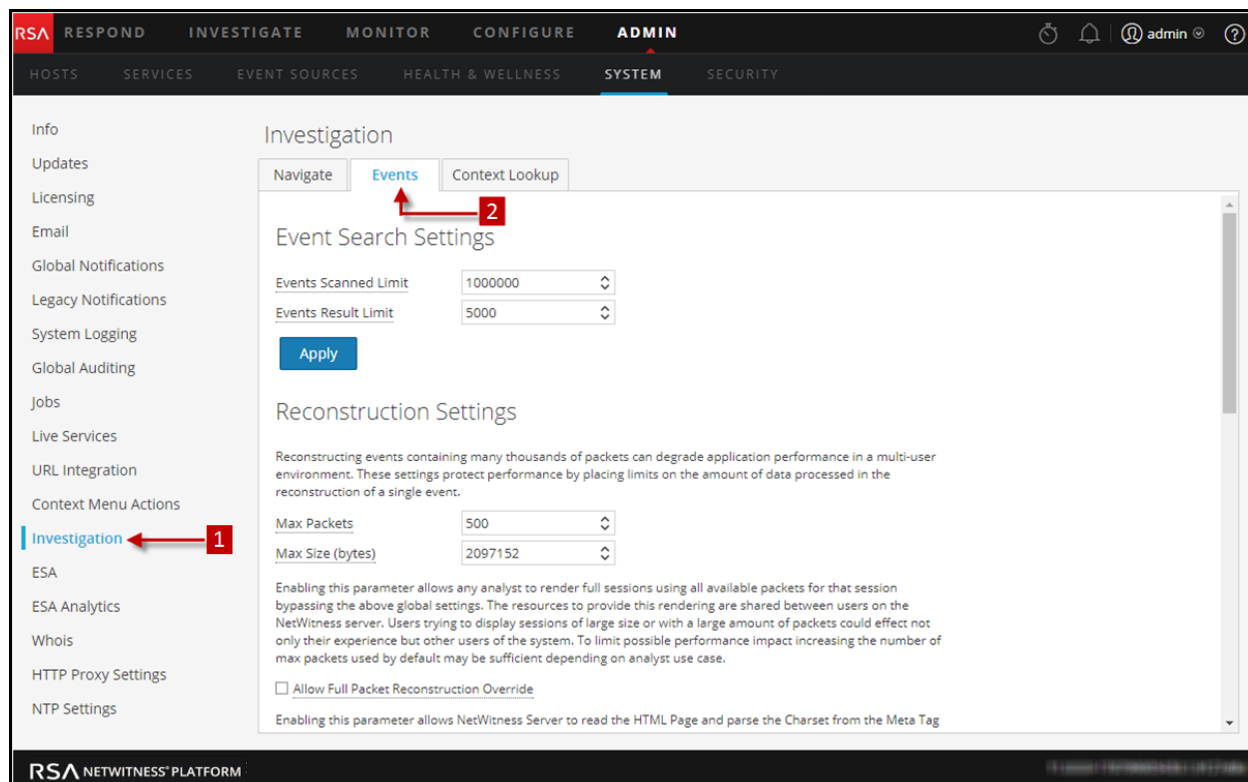 RSA RESPOND INVESTIGATE MONITOR CONFIGURE ADMIN admin ?
HOSTS SERVICES EVENT SOURCES HEALTH & WELLNESS SYSTEM SECURITY
Info
Updates
Licensing
Email
Global Notifications
Legacy Notifications
System Logging
Global Auditing
Jobs
Live Services
URL Integration
Context Menu Actions
Investigation 1
ESA
ESA Analytics
Whois
HTTP Proxy Settings
NTP Settings
Investigation
Navigate Events Context Lookup
2
Event Search Settings
Events Scanned Limit 1000000
Events Result Limit 5000
Apply
Reconstruction Settings
Reconstructing events containing many thousands of packets can degrade application performance in a multi-user
environment. These settings protect performance by placing limits on the amount of data processed in the
reconstruction of a single event.
Max Packets 500
Max Size (bytes) 2097152
Enabling this parameter allows any analyst to render full sessions using all available packets for that session
bypassing the above global settings. The resources to provide this rendering are shared between users on the
NetWitness server. Users trying to display sessions of large size or with a large amount of packets could effect not
only their experience but other users of the system. To limit possible performance impact increasing the number of
max packets used by default may be sufficient depending on analyst use case.
Allow Full Packet Reconstruction Override
Enabling this parameter allows NetWitness Server to read the HTML Page and parse the Charset from the Meta Tag
RSA NETWITNESS® PLATFORM